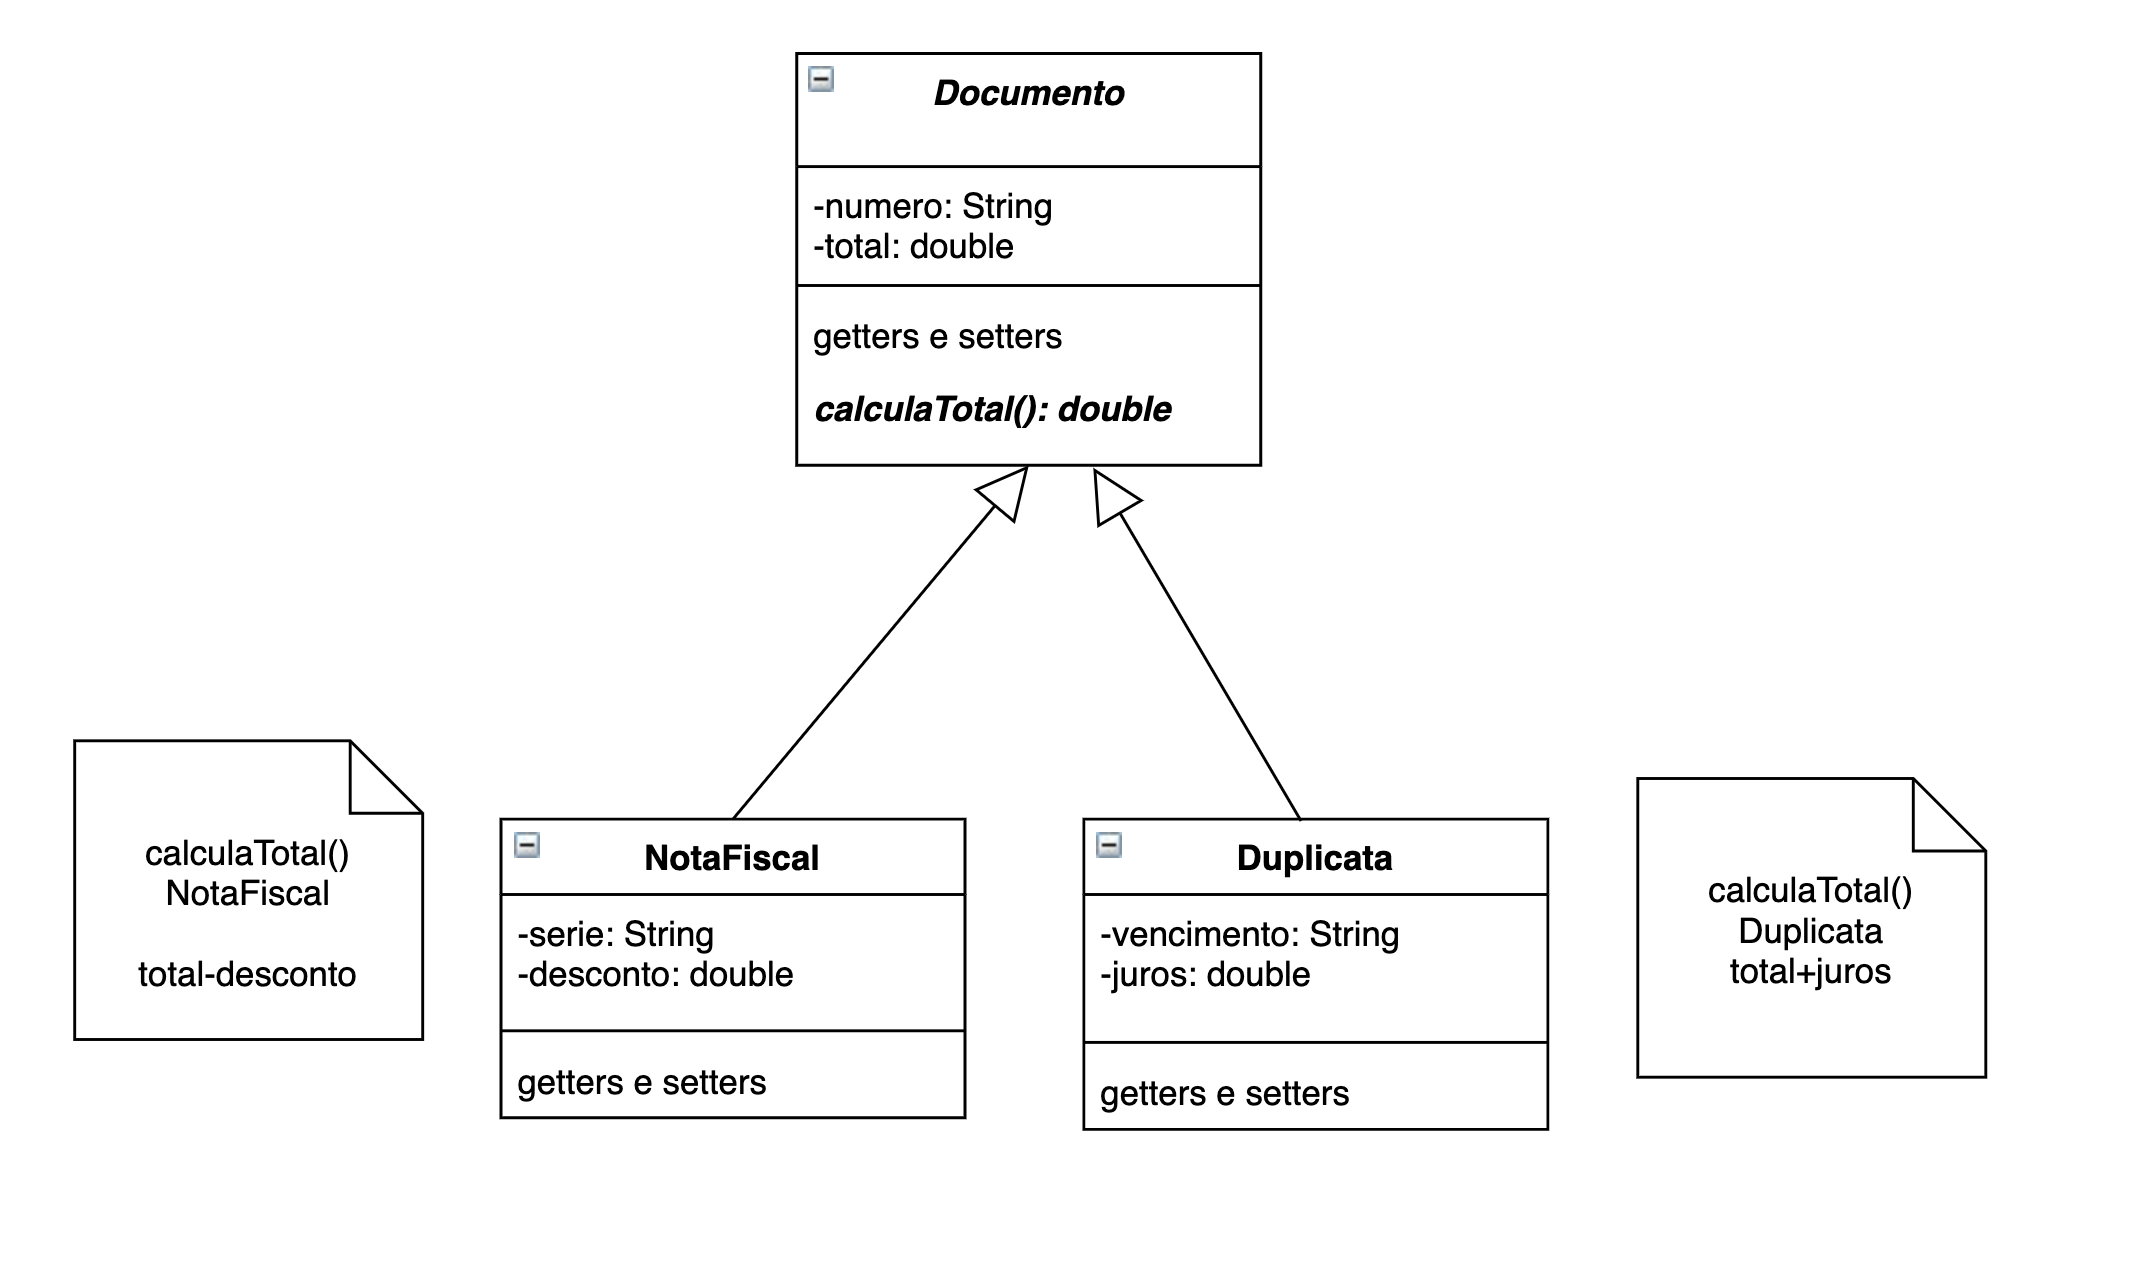 Documento
-numero: String
-total: double
getters e setters
calculaTotal(): double
calculaTotal()
NotaFiscal
total-desconto
NotaFiscal
-serie: String
-desconto: double
getters e setters
Duplicata
-vencimento: String
-juros: double
getters e setters
calculaTotal()
Duplicata
total+juros